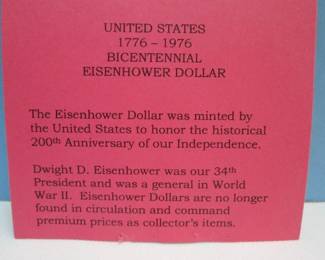 UNITED STATES
1776 – 1976
BICENTENNIAL
EISENHOWER DOLLAR
The Eisenhower Dollar was minted by
the United States to honor the historical
200th Anniversary of our Independence.
Dwight D. Eisenhower was our 34th
President and was a general in World
War II. Eisenhower Dollars are no longer
found in circulation and command
premium prices as collector's items.